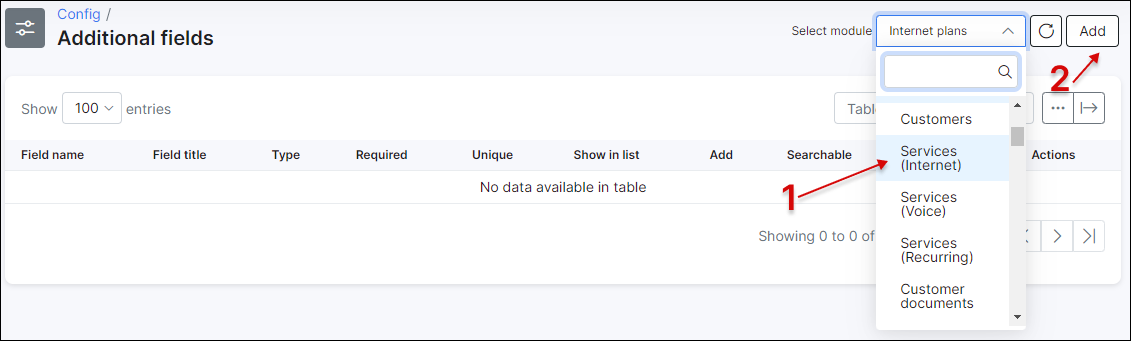 Config /
Additional fields
Select module
Internet plans
Add
2
Show 100 entries
Table
Customers
Field name Field title Type Required Unique Show in list Add Searchable Actions
Services
(Internet)
No data available in table
1
Services
(Voice)
Showing 0 to 0 of
Services
(Recurring)
Customer
documents